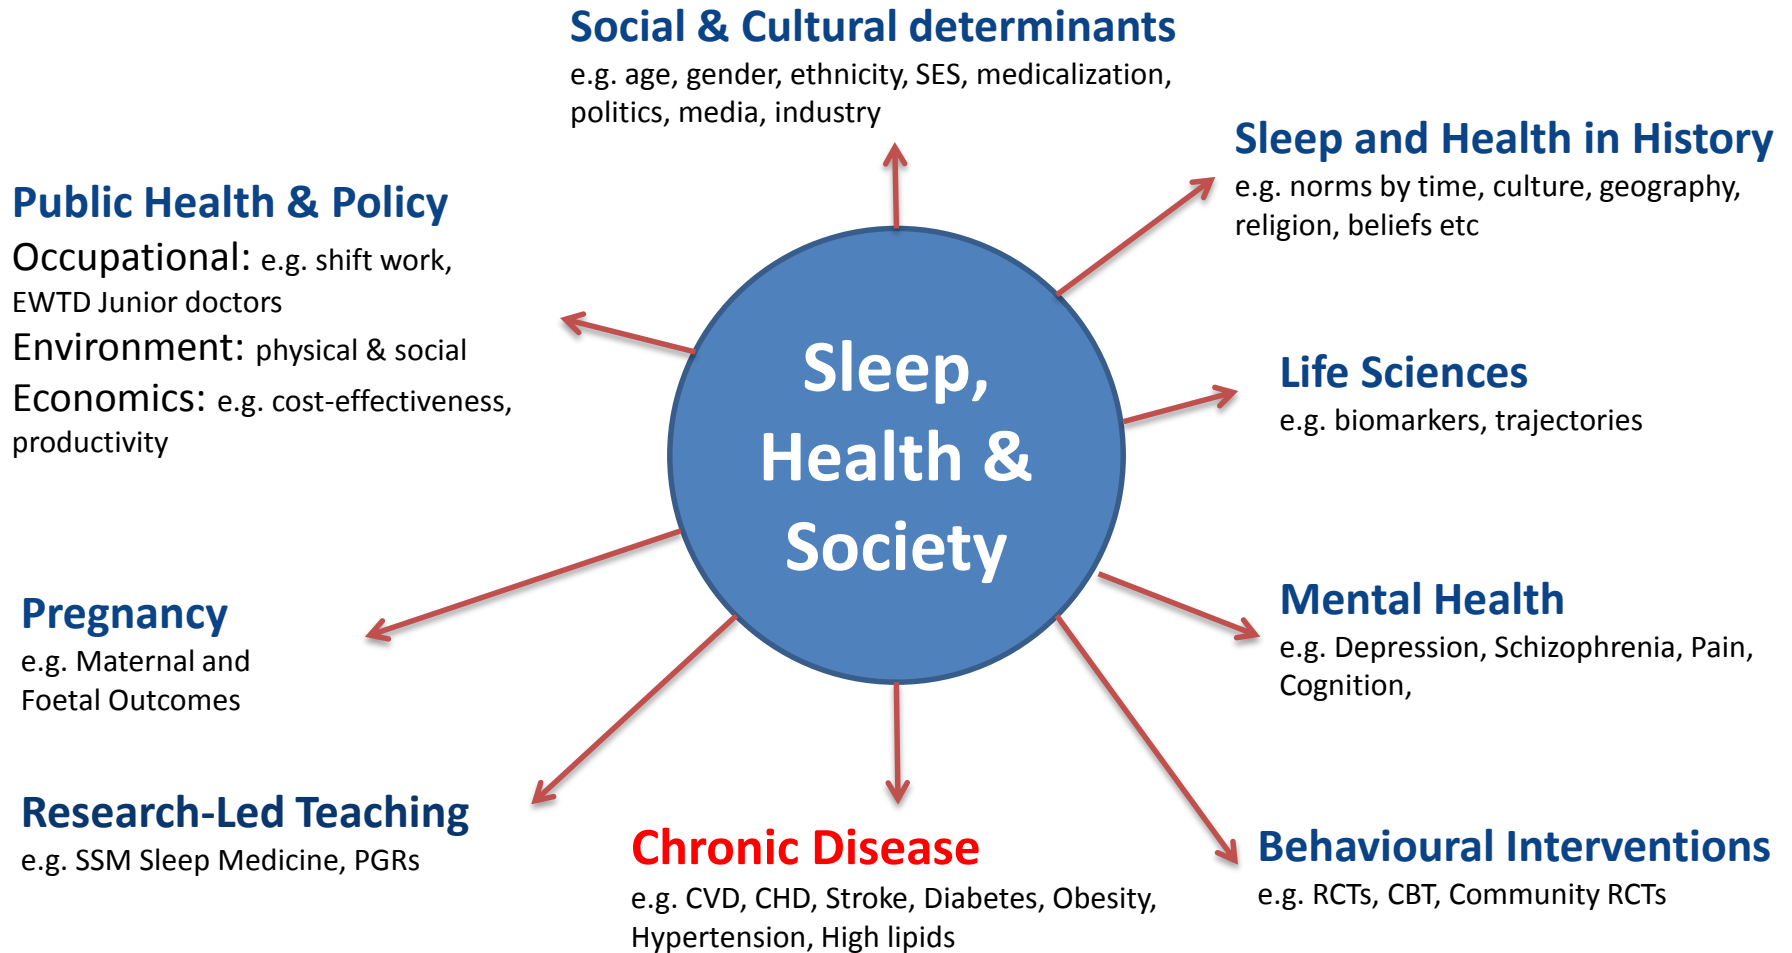 Social & Cultural determinants
e.g. age, gender, ethnicity, SES, medicalization,
politics, media, industry
Sleep and Health in History
e.g. norms by time, culture, geography,
religion, beliefs etc
Public Health & Policy
Occupational: e.g. shift work,
EWTD Junior doctors
Environment: physical & social
Economics: e.g. cost-effectiveness,
productivity
Sleep,
Health &
Society
Life Sciences
e.g. biomarkers, trajectories
Pregnancy
e.g. Maternal and
Foetal Outcomes
Mental Health
e.g. Depression, Schizophrenia, Pain,
Cognition,
Research-Led Teaching
e.g. SSM Sleep Medicine, PGRs
Chronic Disease
e.g. CVD, CHD, Stroke, Diabetes, Obesity,
Hypertension, High lipids
Behavioural Interventions
e.g. RCTs, CBT, Community RCTs